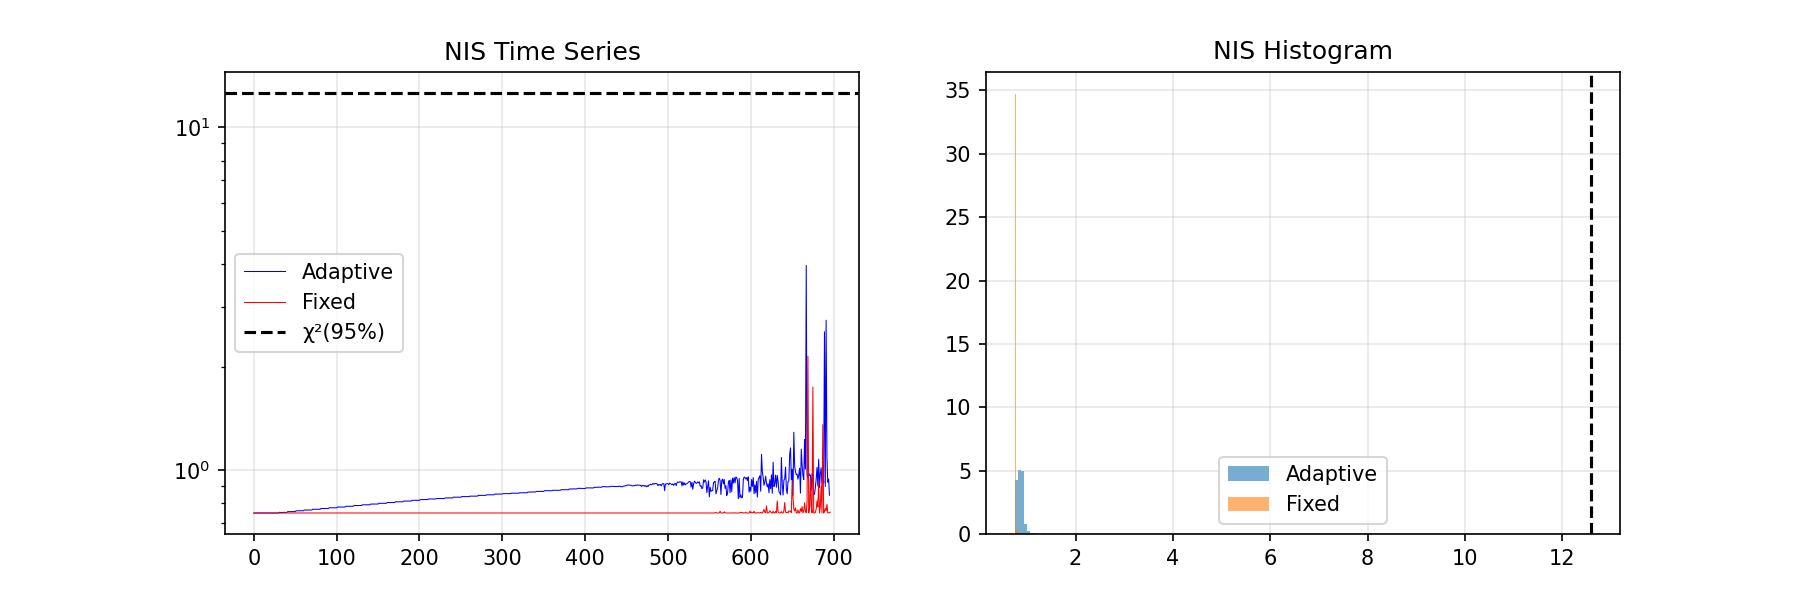 NIS Time Series
10¹
10⁰
Adaptive
Fixed
χ²(95%)
0 100 200 300 400 500 600 700
NIS Histogram
35
30
25
20
15
10
5
0
Adaptive
Fixed
2 4 6 8 10 12